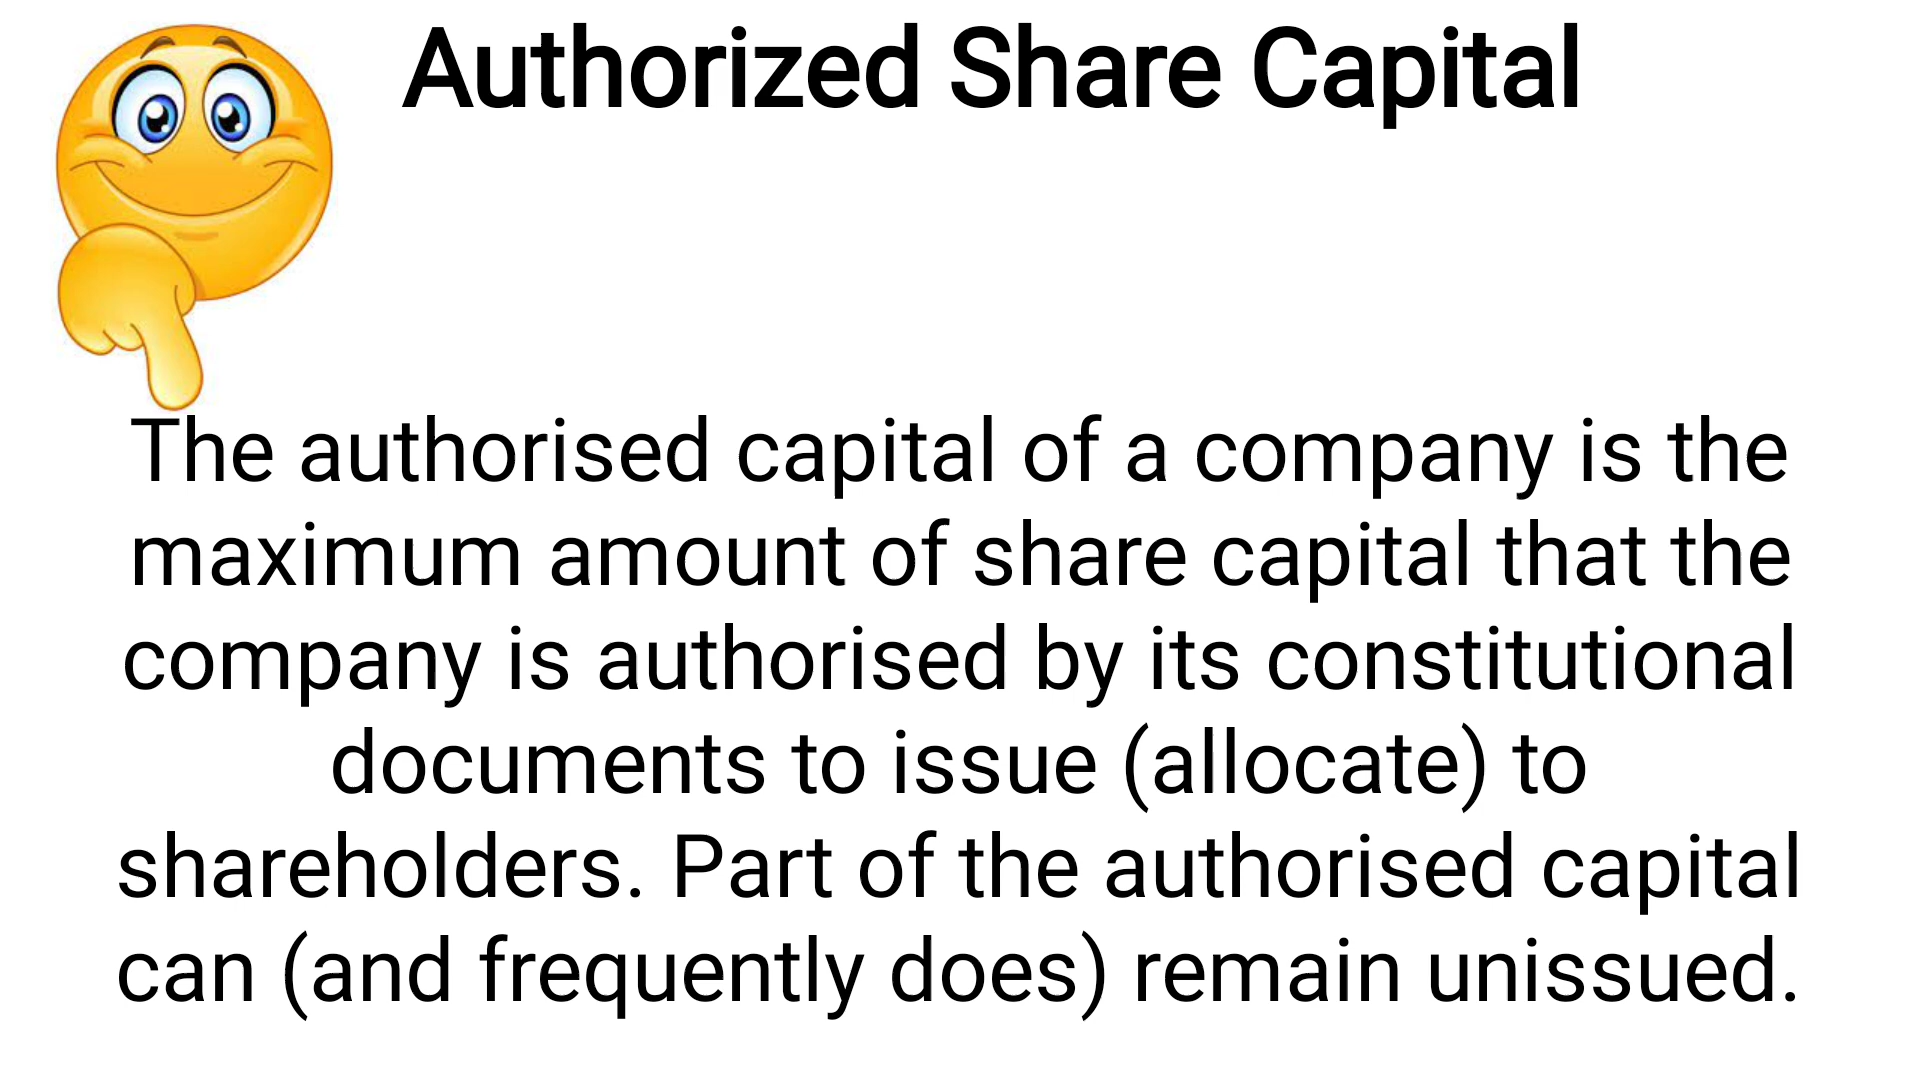 Authorized Share Capital
The authorised capital of a company is the
maximum amount of share capital that the
company is authorised by its constitutional
documents to issue (allocate) to
shareholders. Part of the authorised capital
can (and frequently does) remain unissued.